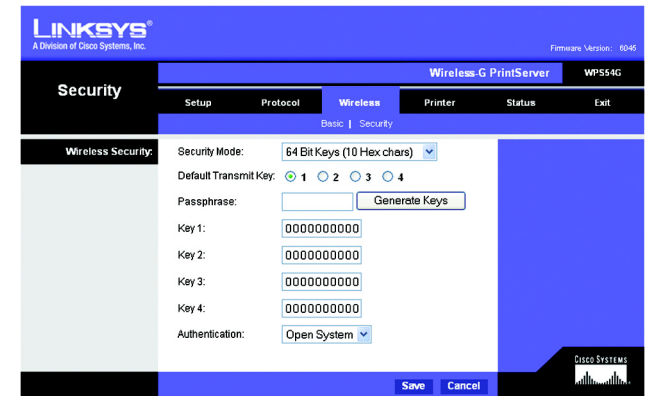 LINKSYS®
A Division of Cisco Systems, Inc.
Firmware Version: 6045
Wireless-G PrintServer WPS54G
Security
Setup Protocol Wireless Printer Status Exit
Basic | Security
Wireless Security:
Security Mode: 64 Bit Keys (10 Hex chars)
Default Transmit Key: 1 2 3 4
Passphrase: Generate Keys
Key 1: 0000000000
Key 2: 0000000000
Key 3: 0000000000
Key 4: 0000000000
Authentication: Open System
CISCO SYSTEMS
Save Cancel